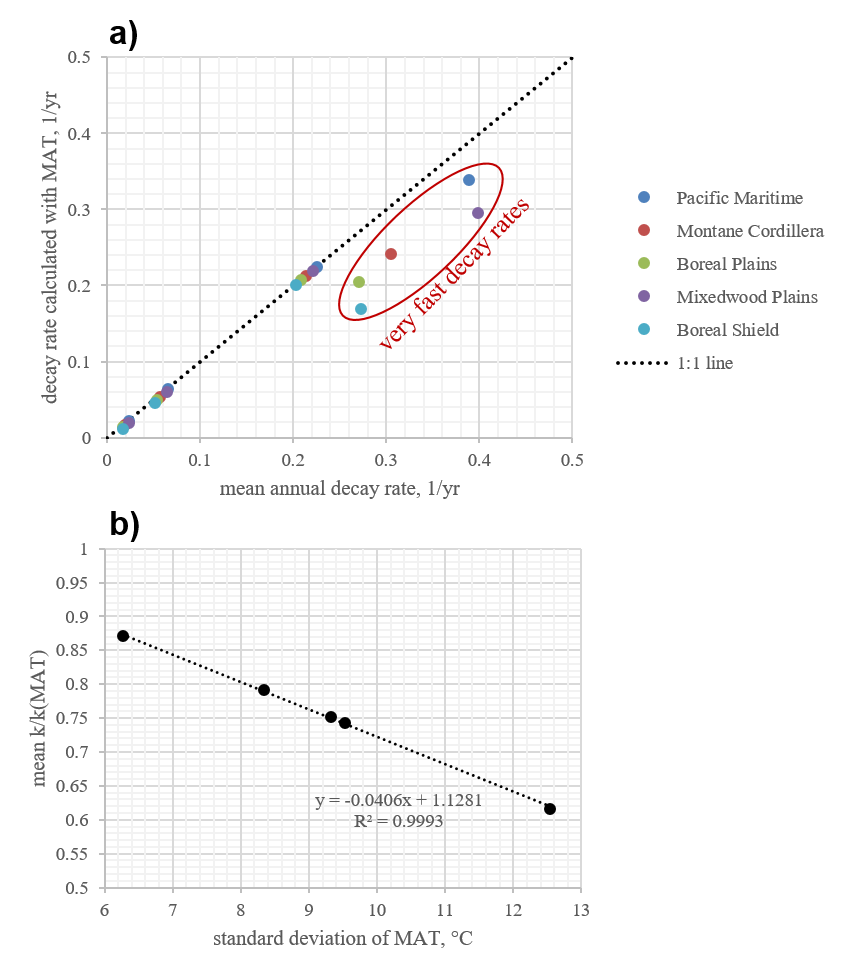 a)
decay rate calculated with MAT, 1/yr
0.5
0.4
0.3
0.2
0.1
0
0
0.1
0.2
0.3
0.4
0.5
mean annual decay rate, 1/yr
very fast decay rates
Pacific Maritime
Montane Cordillera
Boreal Plains
Mixedwood Plains
Boreal Shield
1:1 line
b)
mean k/k(MAT)
1
0.95
0.9
0.85
0.8
0.75
0.7
0.65
0.6
0.55
0.5
y = -0.0406x + 1.1281
R² = 0.9993
6
7
8
9
10
11
12
13
standard deviation of MAT, °C